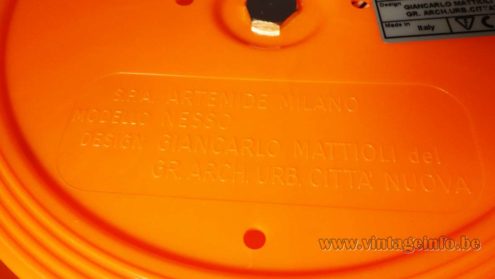 Design GIANCARLO MATTIOLI
GR. ARCH.URB.CITTA'
Made in Italy
S.P.A. ARTEMIDE MILANO
MODELLO NESSO
DESIGN GIANCARLO MATTIOLI del
GR. ARCH. URB. CITTA' NUOVA
www.vintageinfo.be